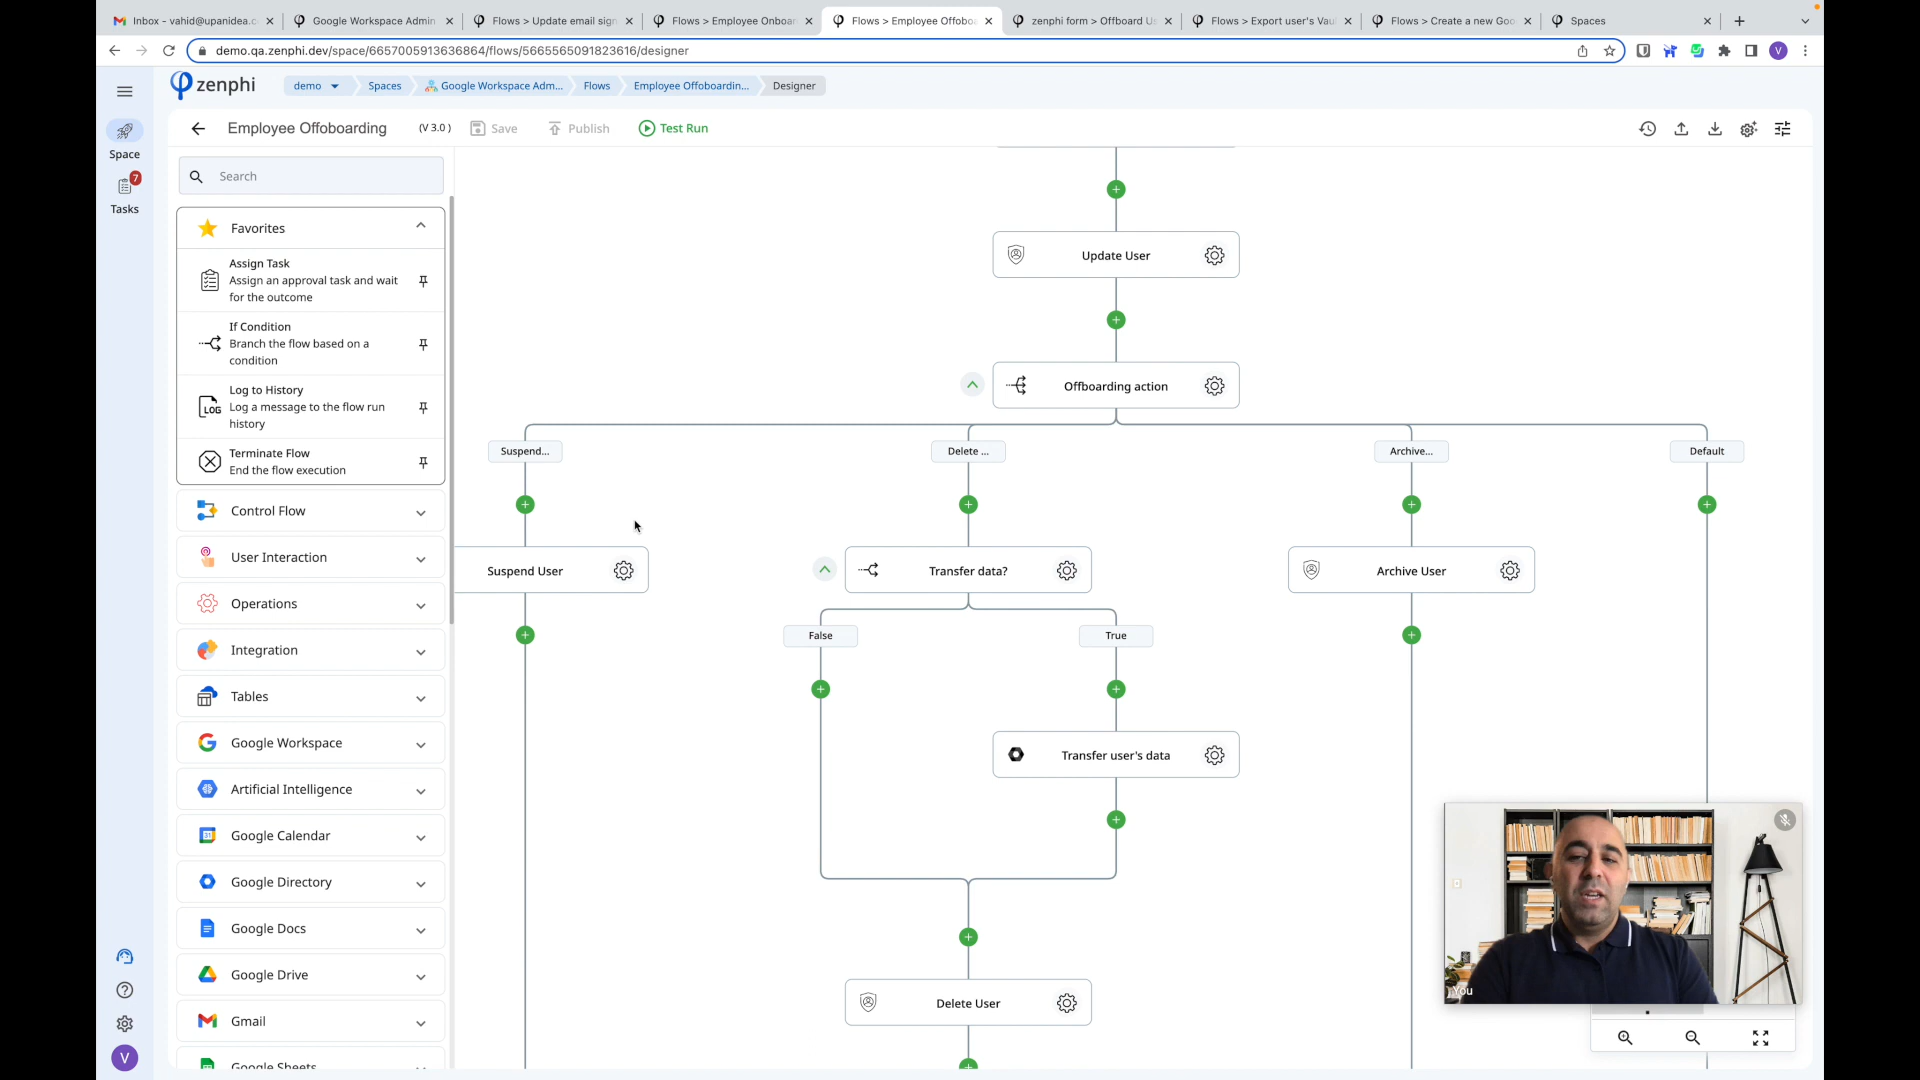 Inbox - vahid@upanidea.c
Google Workspace Admin
Flows > Update email sign
Flows > Employee Onboar
Flows > Employee Offoboa
zenphi form > Offboard Us
Flows > Export user's Vau
Flows > Create a new Goo
Spaces
demo.qa.zenphi.dev/space/6657005913636864/flows/5665565091823616/designer
V
zenphi
demo
Spaces
Google Workspace Adm...
Flows
Employee Offoboardin...
Designer
Employee Offoboarding
(V 3.0 )
Save
Publish
Test Run
Space
7
Tasks
Search
Favorites
Assign Task
Assign an approval task and wait
for the outcome
If Condition
Branch the flow based on a
condition
Log to History
LOG
Log a message to the flow run
history
Terminate Flow
End the flow execution
Control Flow
User Interaction
Operations
Integration
Tables
Google Workspace
Artificial Intelligence
31
Google Calendar
Google Directory
Google Docs
Google Drive
Gmail
Google Sheets
V
Update User
Offboarding action
Suspend...
Delete ...
Archive...
Default
Suspend User
Transfer data?
Archive User
False
True
Transfer user's data
Delete User
You